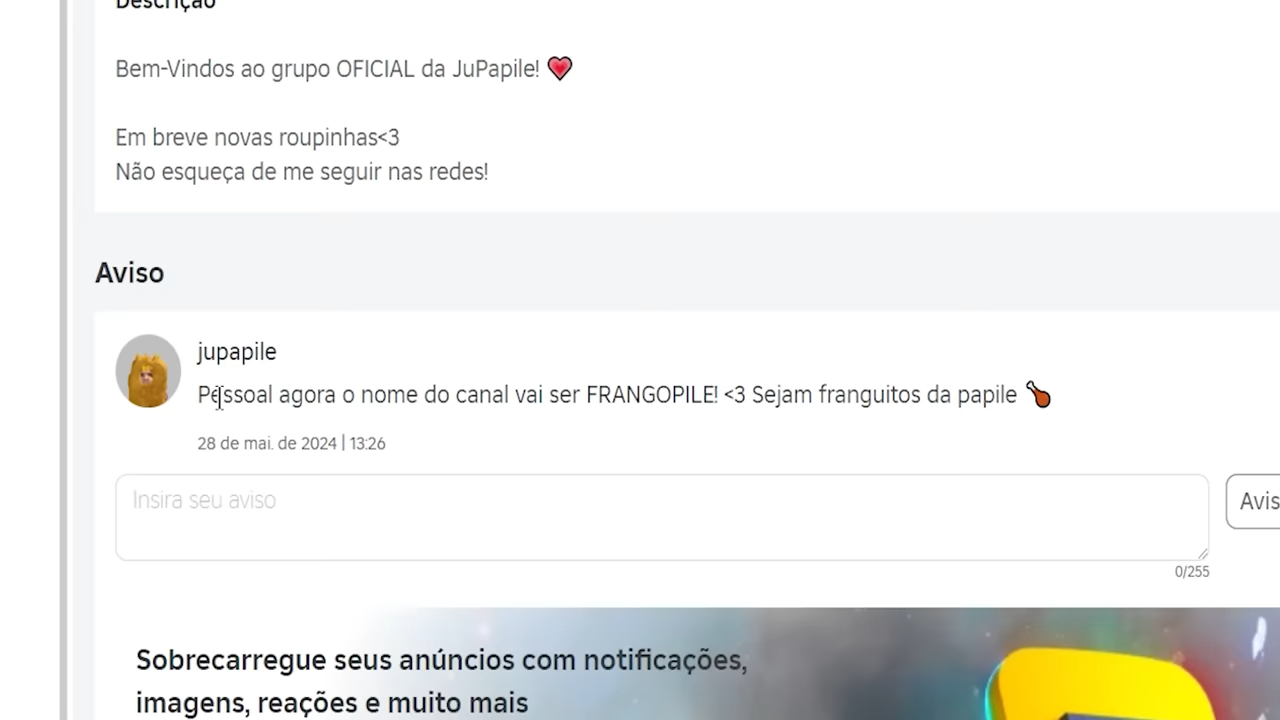 Descrição
Bem-Vindos ao grupo OFICIAL da JuPapile! 💗
Em breve novas roupinhas<3
Não esqueça de me seguir nas redes!
Aviso
jupapile
Pessoal agora o nome do canal vai ser FRANGOPILE! <3 Sejam franguitos da papile 🍗
28 de mai. de 2024 | 13:26
Insira seu aviso
Avis
0/255
Sobrecarregue seus anúncios com notificações,
imagens, reações e muito mais